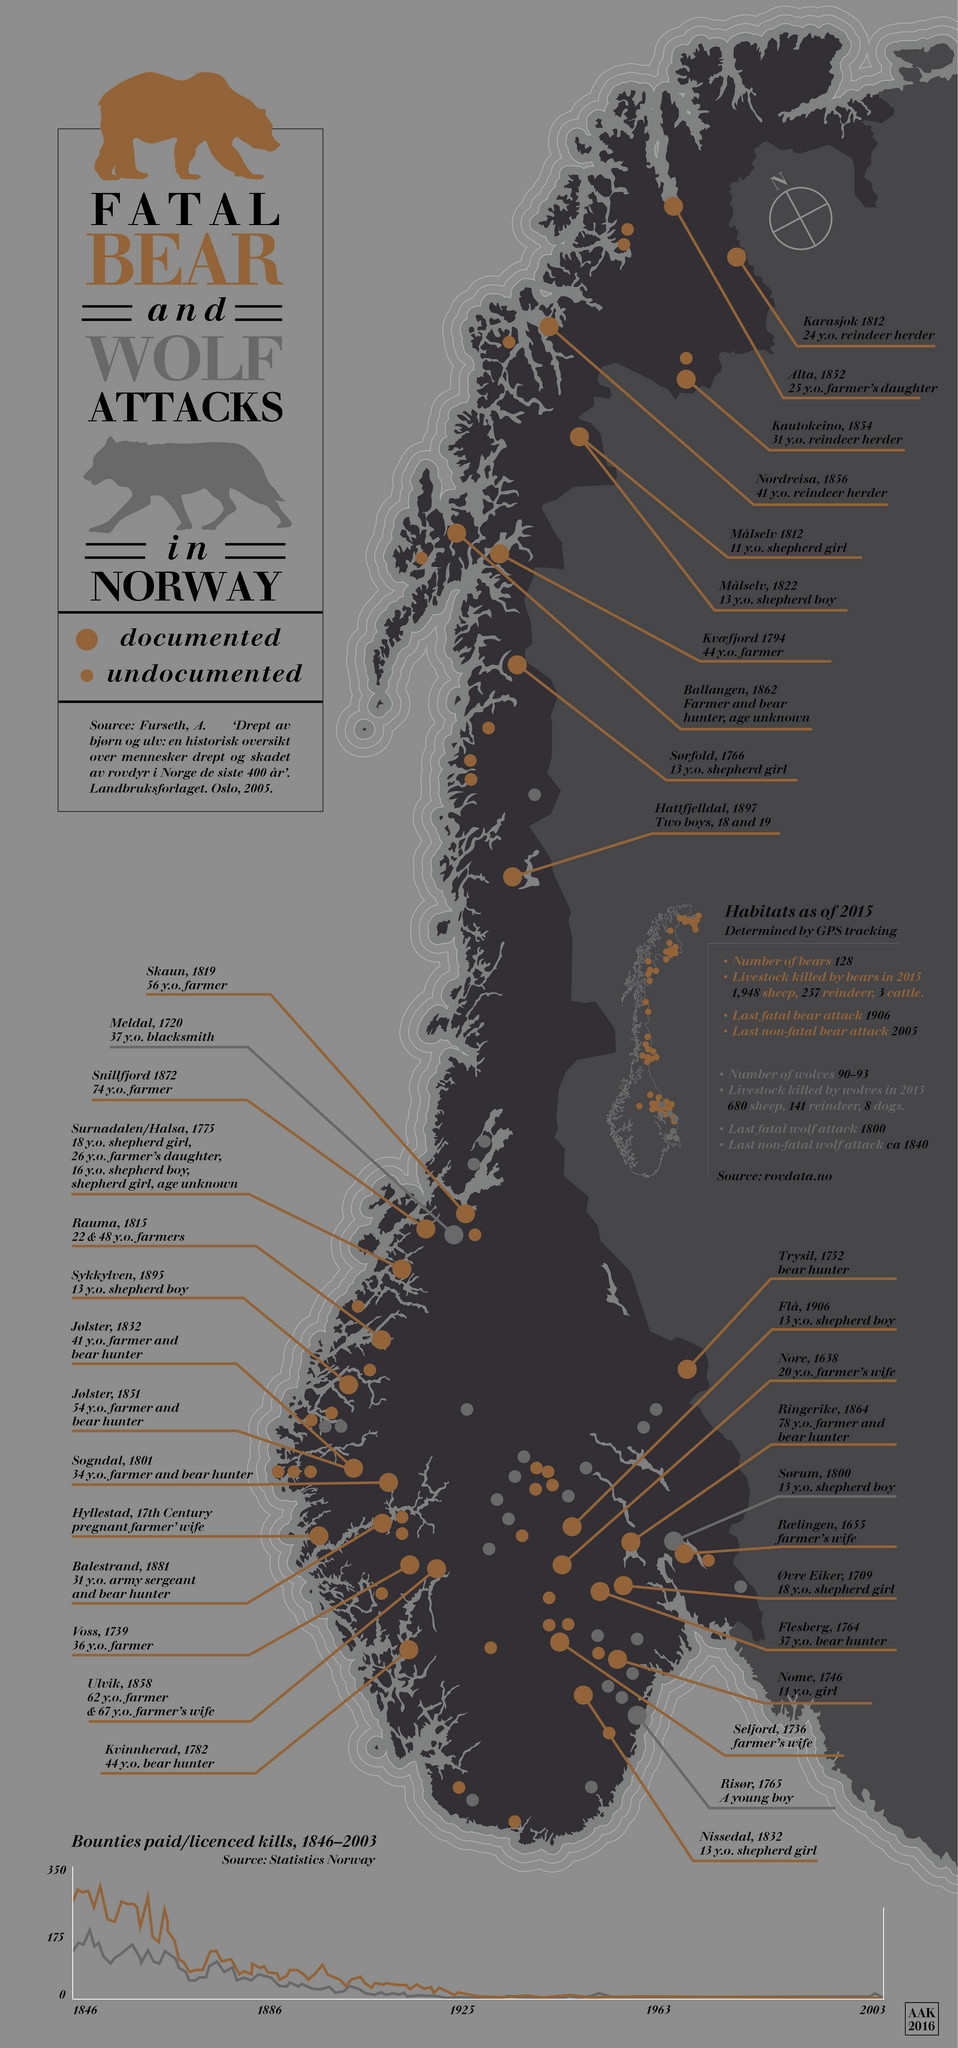 FATAL
BEAR
and
WOLF
ATTACKS
in
NORWAY
documented
undocumented
Source: Furseth, A. 'Drept av
bjørn og ulv: en historisk oversikt
over mennesker drept og skadet
av rovdyr i Norge de siste 400 år'.
Landbruksforlaget. Oslo, 2005.
N
Karasjok 1812
24 y.o. reindeer herder
Alta, 1852
25 y.o. farmer's daughter
Kautokeino, 1854
31 y.o. reindeer herder
Nordreisa, 1856
41 y.o. reindeer herder
Målselv 1812
11 y.o. shepherd girl
Målselv, 1822
13 y.o. shepherd boy
Kvæfjord 1794
44 y.o. farmer
Ballangen, 1862
Farmer and bear
hunter, age unknown
Sørfold, 1766
13 y.o. shepherd girl
Hattfjelldal, 1897
Two boys, 18 and 19
Habitats as of 2015
Determined by GPS tracking
• Number of bears 128
• Livestock killed by bears in 2015
1,948 sheep, 257 reindeer, 3 cattle.
• Last fatal bear attack 1906
• Last non-fatal bear attack 2005
• Number of wolves 90–93
• Livestock killed by wolves in 2015
680 sheep, 141 reindeer, 8 dogs.
• Last fatal wolf attack 1800
• Last non-fatal wolf attack ca 1840
Source: rovdata.no
Skaun, 1819
56 y.o. farmer
Meldal, 1720
37 y.o. blacksmith
Snillfjord 1872
74 y.o. farmer
Surnadalen/Halsa, 1775
18 y.o. shepherd girl,
26 y.o. farmer's daughter,
16 y.o. shepherd boy,
shepherd girl, age unknown
Rauma, 1815
22 & 48 y.o. farmers
Sykkylven, 1895
13 y.o. shepherd boy
Jølster, 1832
41 y.o. farmer and
bear hunter
Jølster, 1851
54 y.o. farmer and
bear hunter
Sogndal, 1801
34 y.o. farmer and bear hunter
Hyllestad, 17th Century
pregnant farmer' wife
Balestrand, 1881
31 y.o. army sergeant
and bear hunter
Voss, 1739
36 y.o. farmer
Ulvik, 1858
62 y.o. farmer
& 67 y.o. farmer's wife
Kvinnherad, 1782
44 y.o. bear hunter
Trysil, 1752
bear hunter
Flå, 1906
13 y.o. shepherd boy
Nore, 1638
20 y.o. farmer's wife
Ringerike, 1864
78 y.o. farmer and
bear hunter
Sørum, 1800
13 y.o. shepherd boy
Rælingen, 1655
farmer's wife
Øvre Eiker, 1709
18 y.o. shepherd girl
Flesberg, 1764
37 y.o. bear hunter
Nome, 1746
11 y.o. girl
Seljord, 1736
farmer's wife
Risør, 1765
A young boy
Nissedal, 1832
13 y.o. shepherd girl
Bounties paid/licenced kills, 1846–2003
Source: Statistics Norway
350
175
0
1846
1886
1925
1963
2003
AAK
2016